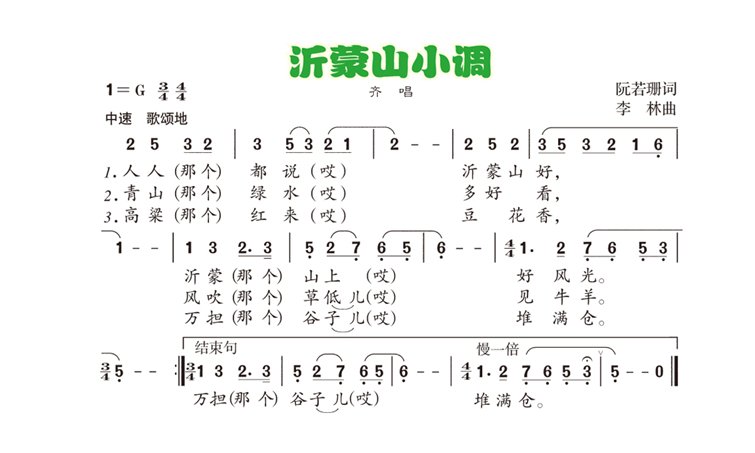 沂蒙山小调
1=G 3/4 4/4
齐 唱
阮若珊词
李 林曲
中速 歌颂地
2 5 3 2 | 3 5 3 2 1 | 2 - - | 2 5 2 | 3 5 3 2 1 6 |
1.人人(那个) 都 说(哎) 沂蒙山好,
2.青山(那个) 绿 水(哎) 多好 看,
3.高粱(那个) 红 来(哎) 豆 花香,
1 - - | 1 3 2· 3 | 5 2 7 6 5 | 6 - - | 4/4 1· 2 7 6 5 3 |
沂蒙(那 个) 山上 (哎) 好 风光。
风吹(那 个) 草低 儿(哎) 见 牛羊。
万担(那 个) 谷子 儿(哎) 堆 满仓。
结束句 慢一倍
3/4 5 - - :‖ 3/4 1 3 2· 3 | 5 2 7 6 5 | 6 - - | 4/4 1· 2 7 6 5 3 | 5 - - 0 ‖
万担(那个) 谷子 儿(哎) 堆 满仓。